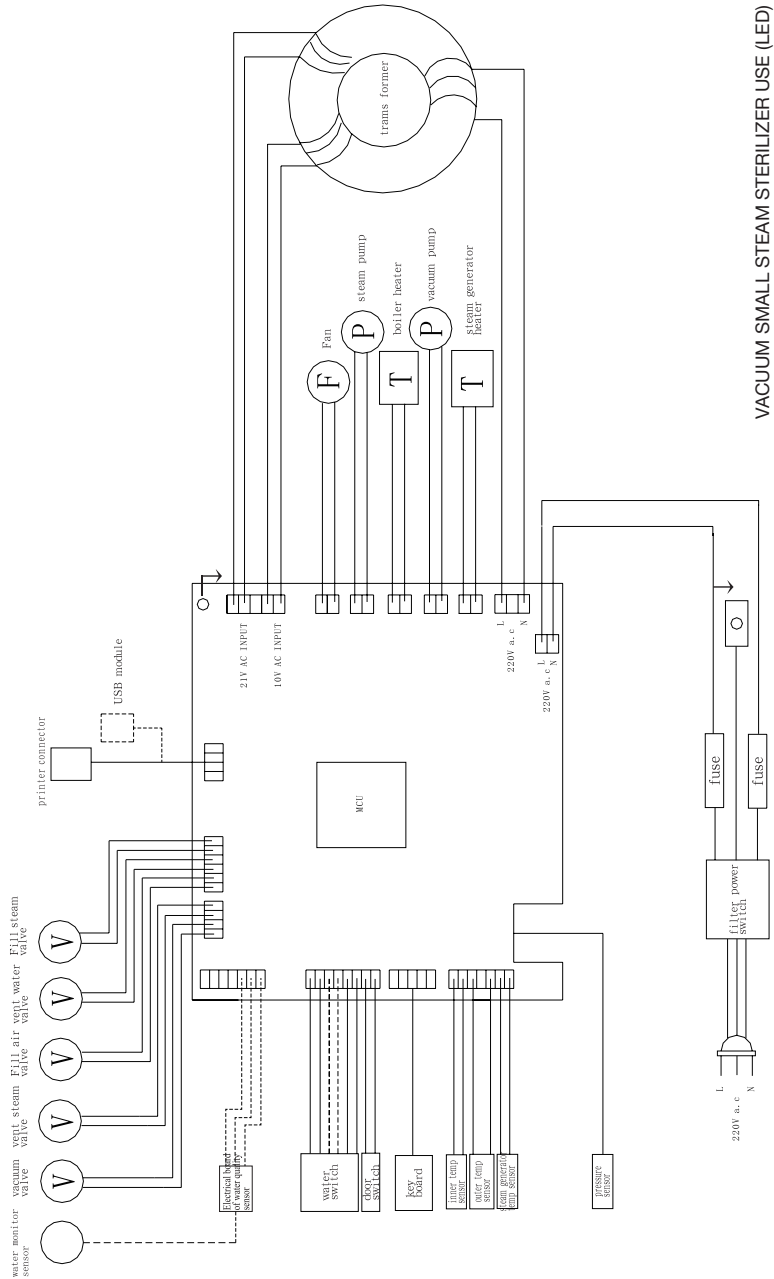 VACUUM SMALL STEAM STERILIZER USE (LED)
trams former
Fan
F
steam pump
P
boiler heater
T
vacuum pump
P
steam generator
heater
T
21V AC INPUT
10V AC INPUT
L
220V a.c
N
L
220V a.c
N
USB module
printer connector
MCU
Fill steam
valve
V
vent water
valve
V
Fill air
valve
V
vent steam
valve
V
vacuum
valve
V
water monitor
sensor
Electrical board
of water quality
sensor
water
switch
door
switch
key
board
inner temp
sensor
outer temp
sensor
steam generator
temp sensor
pressure
sensor
fuse
fuse
filter power
switch
L
220V a.c
N